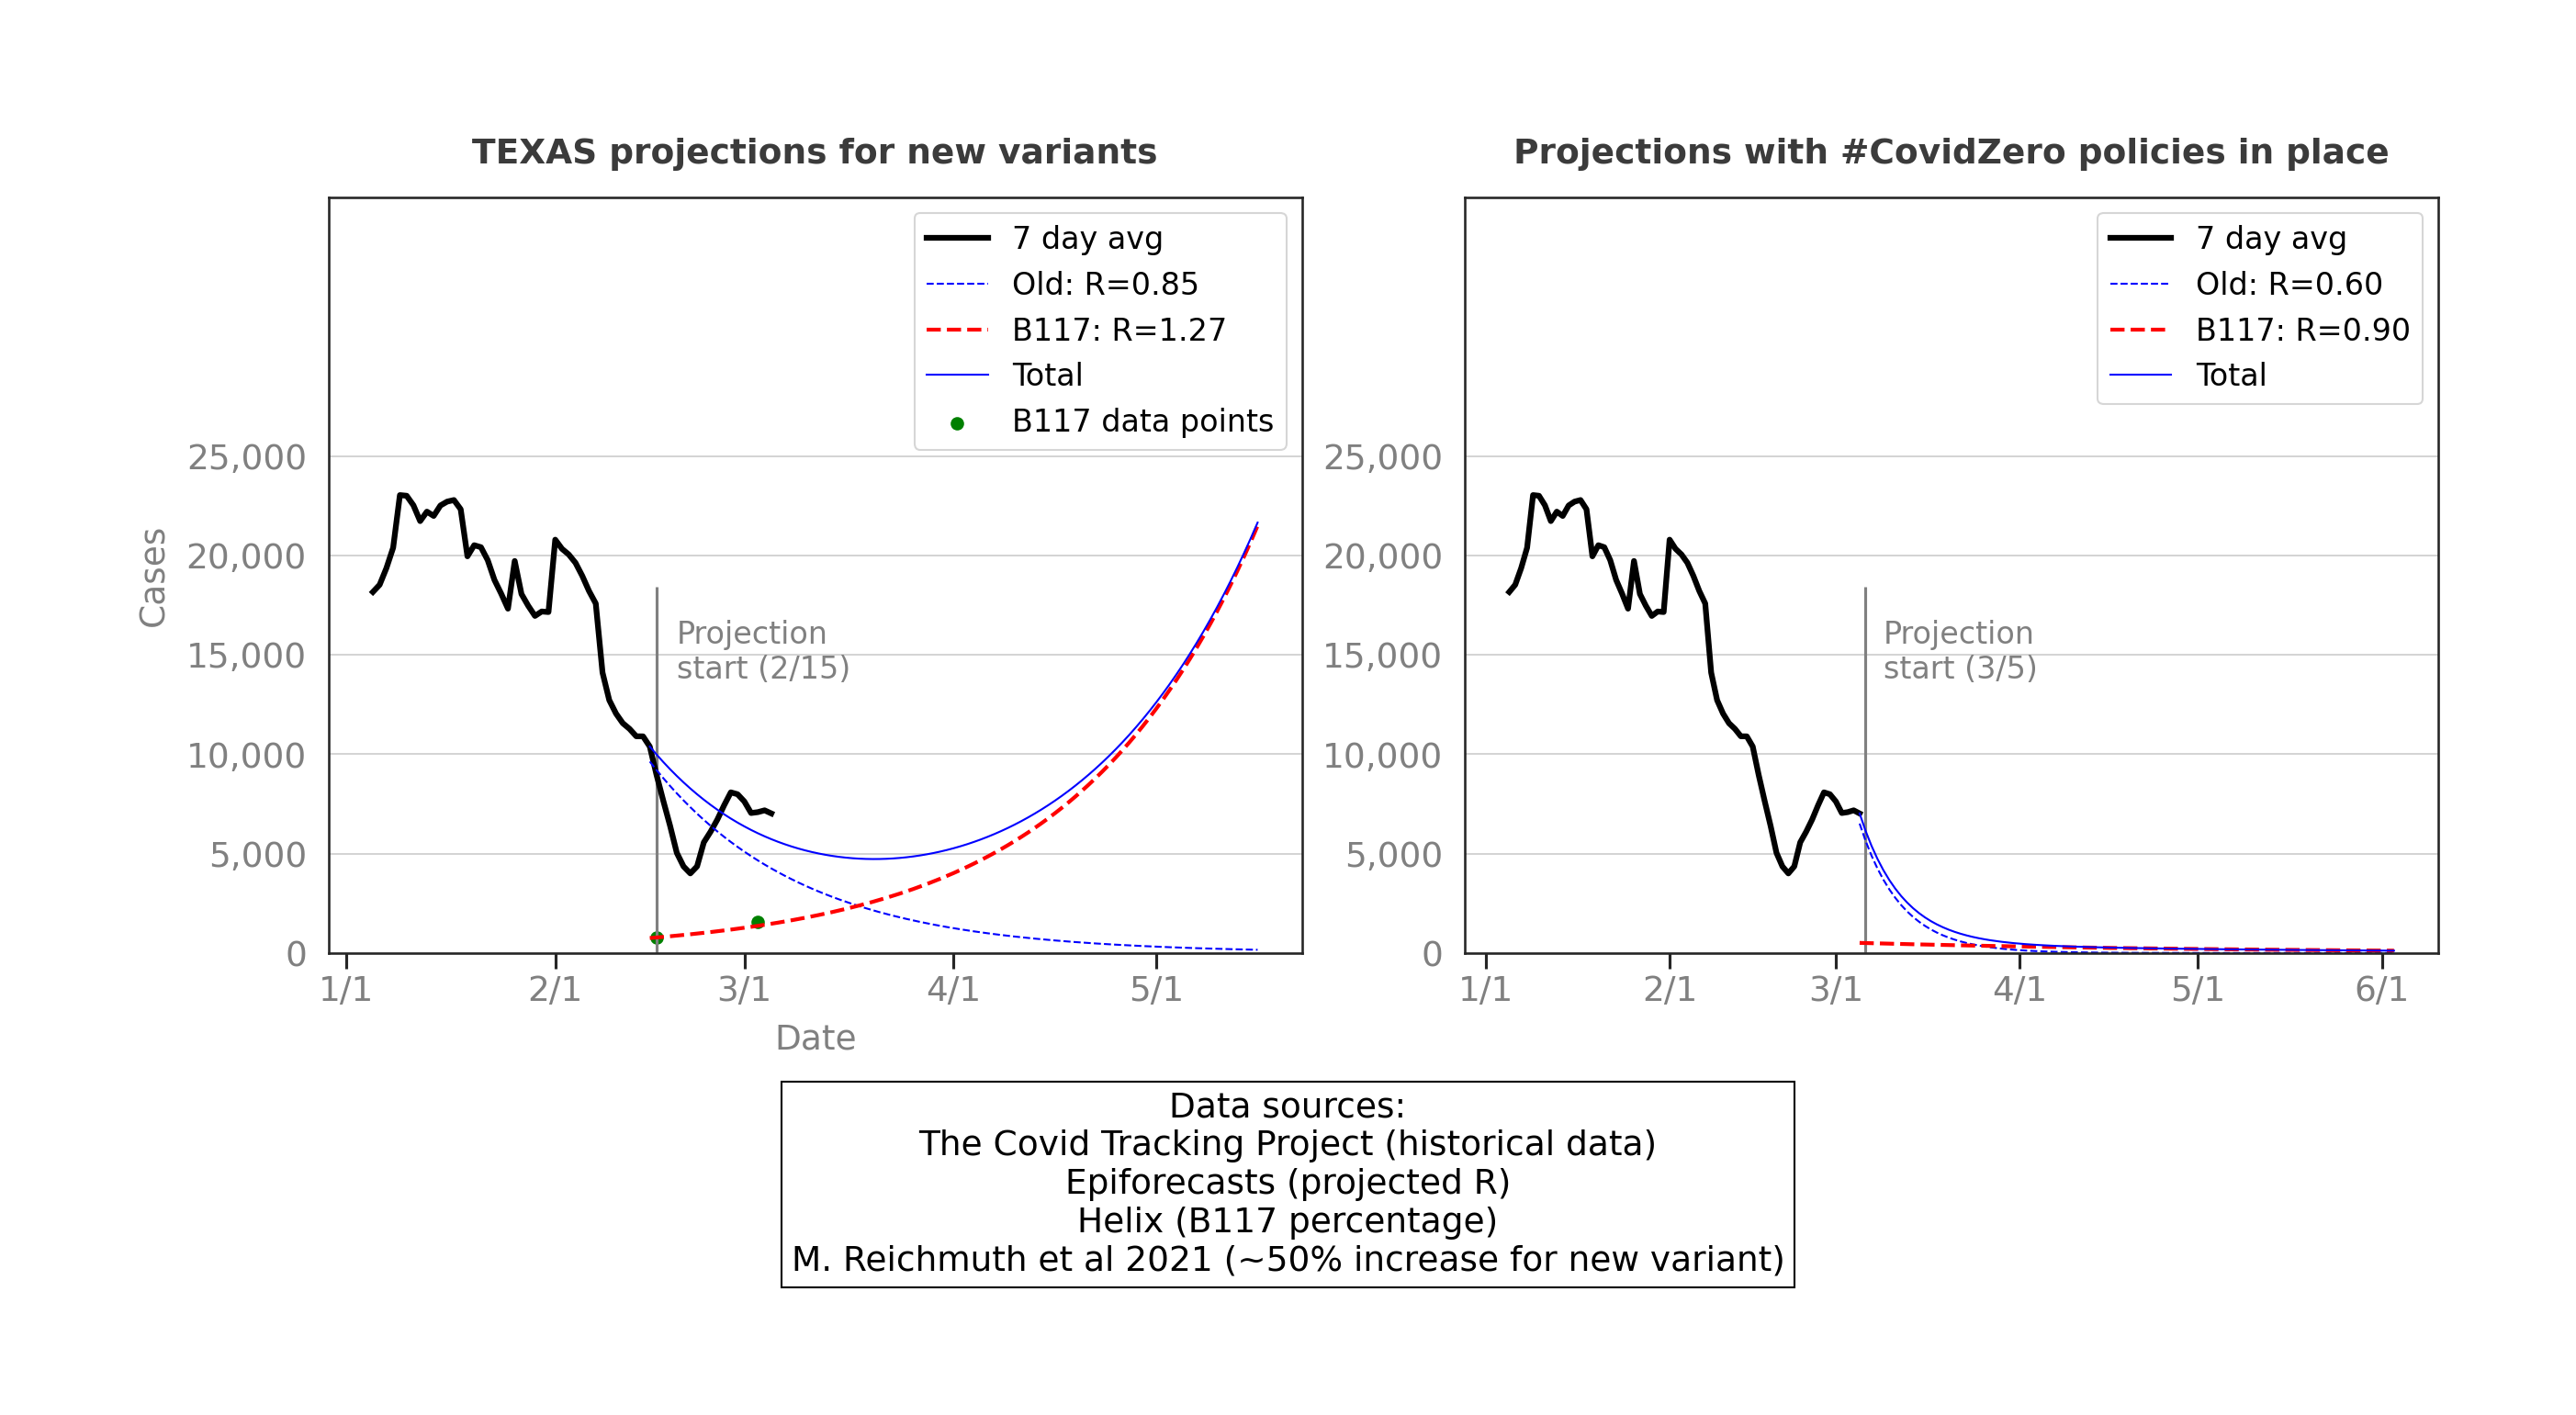 TEXAS projections for new variants
7 day avg
Old: R=0.85
B117: R=1.27
Total
B117 data points
25,000
20,000
15,000
10,000
5,000
0
Cases
Projection
start (2/15)
1/1
2/1
3/1
4/1
5/1
Date
Projections with #CovidZero policies in place
7 day avg
Old: R=0.60
B117: R=0.90
Total
25,000
20,000
15,000
10,000
5,000
0
Projection
start (3/5)
1/1
2/1
3/1
4/1
5/1
6/1
Data sources:
The Covid Tracking Project (historical data)
Epiforecasts (projected R)
Helix (B117 percentage)
M. Reichmuth et al 2021 (~50% increase for new variant)